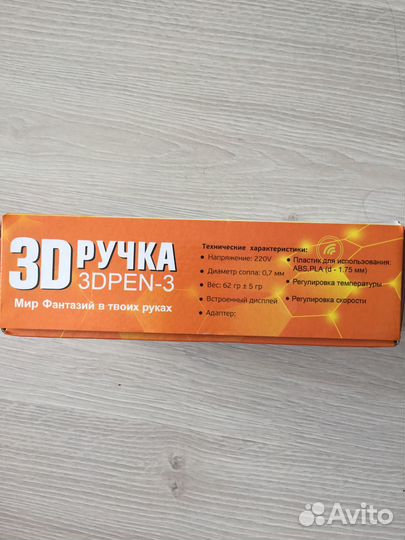 3D РУЧКА
3DPEN-3
Мир Фантазий в твоих руках
Технические характеристики:
• Напряжение: 220V
• Диаметр сопла: 0,7 мм
• Вес: 62 гр ± 5 гр
• Встроенный дисплей
• Адаптер;
• Пластик для использования:
ABS,PLA (d - 1.75 мм)
• Регулировка температуры
• Регулировка скорости
Avito